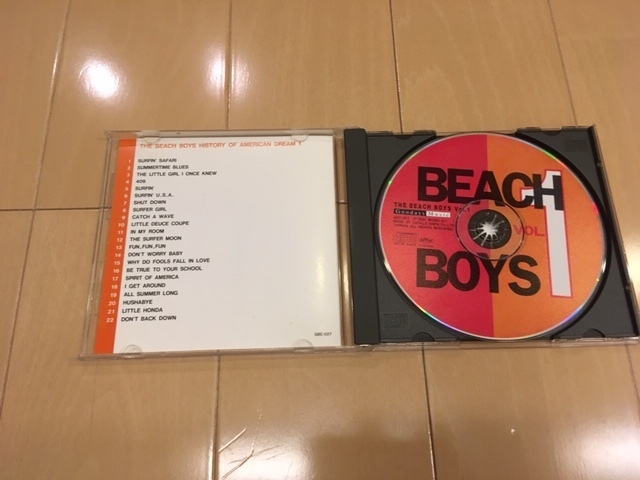 THE BEACH BOYS HISTORY OF AMERICAN DREAM 1
1 SURFIN' SAFARI
2 SUMMERTIME BLUES
3 THE LITTLE GIRL I ONCE KNEW
4 409
5 SURFIN'
6 SURFIN' U.S.A.
7 SHUT DOWN
8 SURFER GIRL
9 CATCH A WAVE
10 LITTLE DEUCE COUPE
11 IN MY ROOM
12 THE SURFER MOON
13 FUN, FUN, FUN
14 DON'T WORRY BABY
15 WHY DO FOOLS FALL IN LOVE
16 BE TRUE TO YOUR SCHOOL
17 SPIRIT OF AMERICA
18 I GET AROUND
19 ALL SUMMER LONG
20 HUSHABYE
21 LITTLE HONDA
22 DON'T BACK DOWN
BEACH
1
THE BEACH BOYS Vol.1
VOL.
BOYS